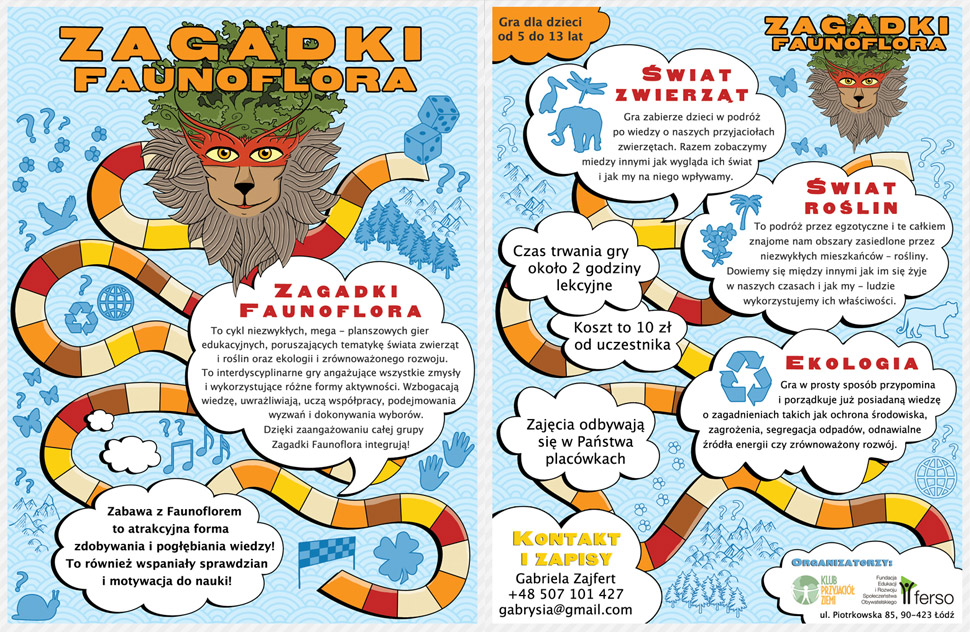 ZAGADKI
FAUNOFLORA
Zagadki
Faunoflora
To cykl niezwykłych, mega – planszowych gier
edukacyjnych, poruszających tematykę świata zwierząt
i roślin oraz ekologii i zrównoważonego rozwoju.
To interdyscyplinarne gry angażujące wszystkie zmysły
i wykorzystujące różne formy aktywności. Wzbogacają
wiedzę, uwrażliwiają, uczą współpracy, podejmowania
wyzwań i dokonywania wyborów.
Dzięki zaangażowaniu całej grupy
Zagadki Faunoflora integrują!
Zabawa z Faunoflorem
to atrakcyjna forma
zdobywania i pogłębiania wiedzy!
To również wspaniały sprawdzian
i motywacja do nauki!
Gra dla dzieci
od 5 do 13 lat
ZAGADKI
FAUNOFLORA
Świat
zwierząt
Gra zabierze dzieci w podróż
po wiedzy o naszych przyjaciołach
zwierzętach. Razem zobaczymy
miedzy innymi jak wygląda ich świat
i jak my na niego wpływamy.
Świat
roślin
To podróż przez egzotyczne i te całkiem
znajome nam obszary zasiedlone przez
niezwykłych mieszkańców – rośliny.
Dowiemy się między innymi jak im się żyje
w naszych czasach i jak my – ludzie
wykorzystujemy ich właściwości.
Czas trwania gry
około 2 godziny
lekcyjne
Koszt to 10 zł
od uczestnika
Ekologia
Gra w prosty sposób przypomina
i porządkuje już posiadaną wiedzę
o zagadnieniach takich jak ochrona środowiska,
zagrożenia, segregacja odpadów, odnawialne
źródła energii czy zrównoważony rozwój.
Zajęcia odbywają
się w Państwa
placówkach
Kontakt
i zapisy
Gabriela Zajfert
+48 507 101 427
gabrysia@gmail.com
Organizatorzy:
KLUB
PRZYJACIÓŁ
ZIEMI
Fundacja
Edukacji
i Rozwoju
Społeczeństwa
Obywatelskiego
ferso
ul. Piotrkowska 85, 90-423 Łódź